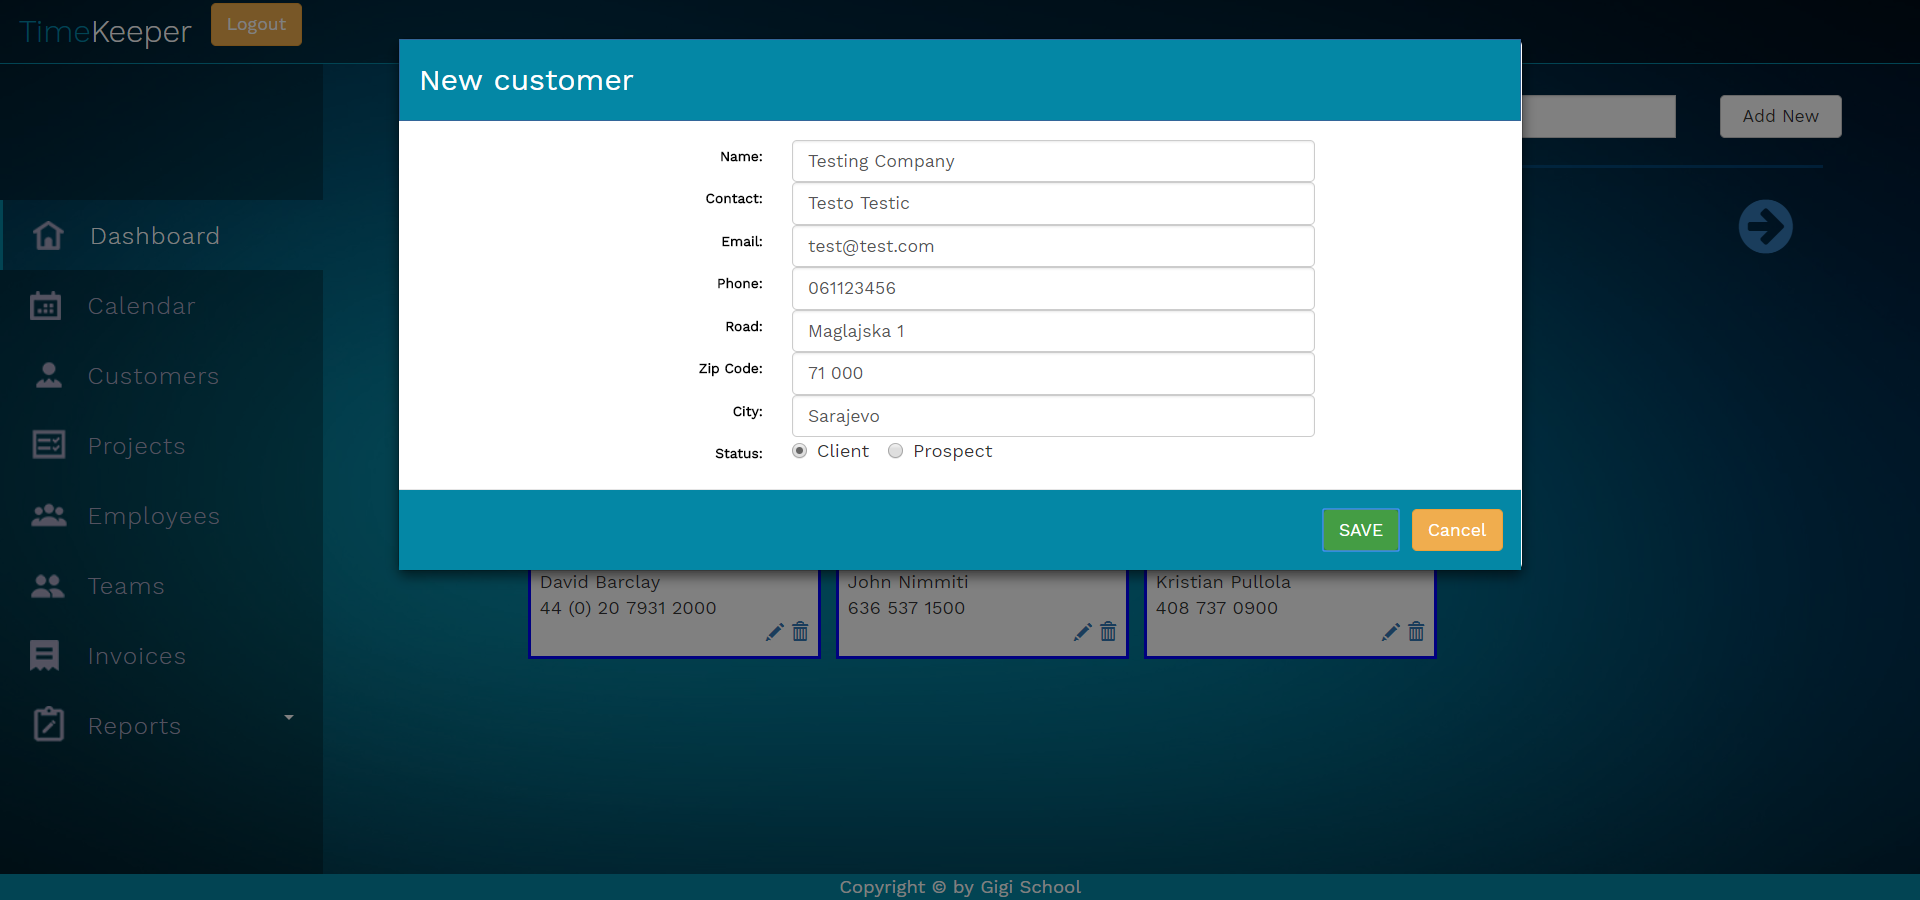 TimeKeeper
Logout
New customer
Add New
Name: Testing Company
Contact: Testo Testic
Email: test@test.com
Phone: 061123456
Road: Maglajska 1
Zip Code: 71 000
City: Sarajevo
Status: Client Prospect
SAVE Cancel
Dashboard
Calendar
Customers
Projects
Employees
Teams
Invoices
Reports
David Barclay
44 (0) 20 7931 2000
John Nimmiti
636 537 1500
Kristian Pullola
408 737 0900
Copyright © by Gigi School